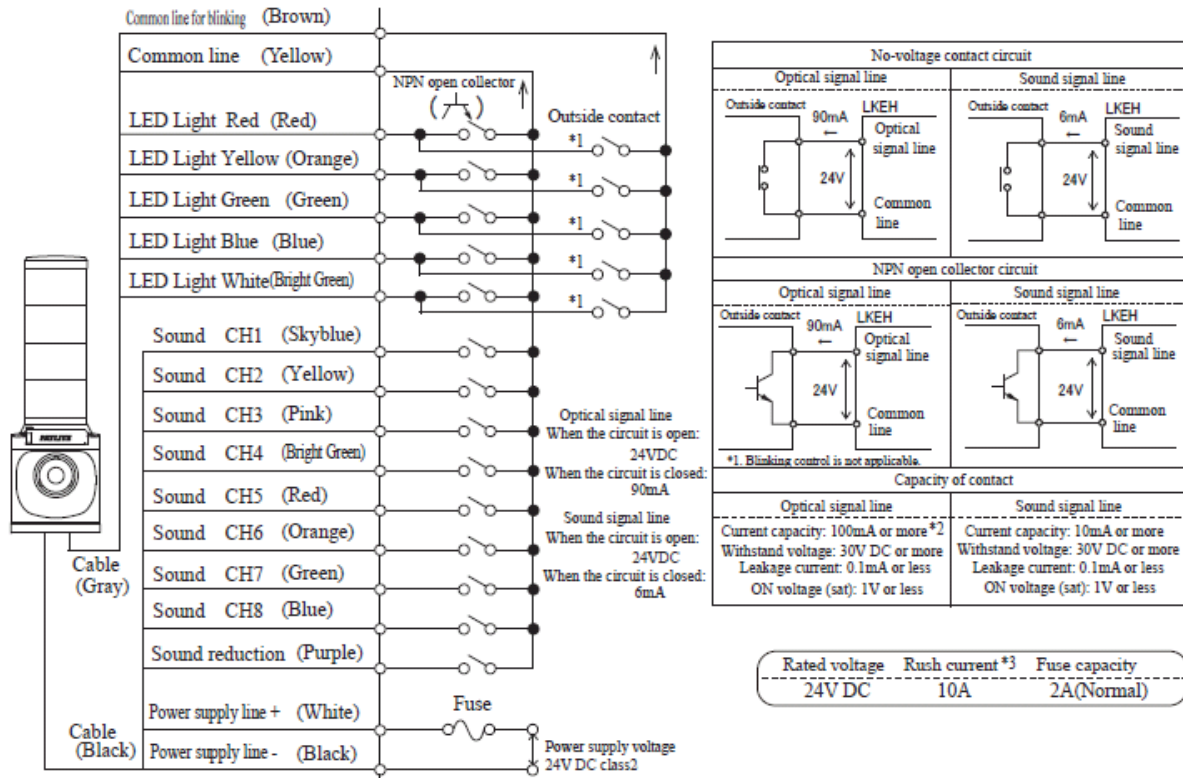 Common line for blinking (Brown)
Common line (Yellow)
NPN open collector
LED Light Red (Red)
Outside contact
*1
LED Light Yellow (Orange)
*1
LED Light Green (Green)
*1
LED Light Blue (Blue)
*1
LED Light White(Bright Green)
*1
Sound CH1 (Skyblue)
Sound CH2 (Yellow)
Sound CH3 (Pink)
Sound CH4 (Bright Green)
Sound CH5 (Red)
Sound CH6 (Orange)
Sound CH7 (Green)
Sound CH8 (Blue)
Sound reduction (Purple)
Power supply line + (White)
Power supply line - (Black)
Fuse
Power supply voltage
24V DC class2
PATLITE
Cable
(Gray)
Cable
(Black)
Optical signal line
When the circuit is open:
24VDC
When the circuit is closed:
90mA
Sound signal line
When the circuit is open:
24VDC
When the circuit is closed:
6mA
No-voltage contact circuit
Optical signal line
Outside contact
90mA
LKEH
Optical
signal line
24V
Common
line
Sound signal line
Outside contact
6mA
LKEH
Sound
signal line
24V
Common
line
NPN open collector circuit
Optical signal line
Outside contact
90mA
LKEH
Optical
signal line
24V
Common
line
*1. Blinking control is not applicable.
Sound signal line
Outside contact
6mA
LKEH
Sound
signal line
24V
Common
line
Capacity of contact
Optical signal line
Current capacity: 100mA or more*2
Withstand voltage: 30V DC or more
Leakage current: 0.1mA or less
ON voltage (sat): 1V or less
Sound signal line
Current capacity: 10mA or more
Withstand voltage: 30V DC or more
Leakage current: 0.1mA or less
ON voltage (sat): 1V or less
Rated voltage Rush current*3 Fuse capacity
24V DC 10A 2A(Normal)